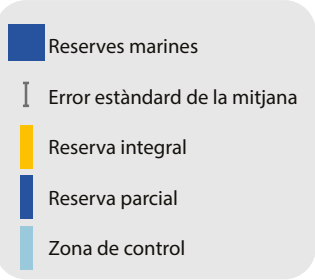 Reserves marines
Error estàndard de la mitjana
Reserva integral
Reserva parcial
Zona de control